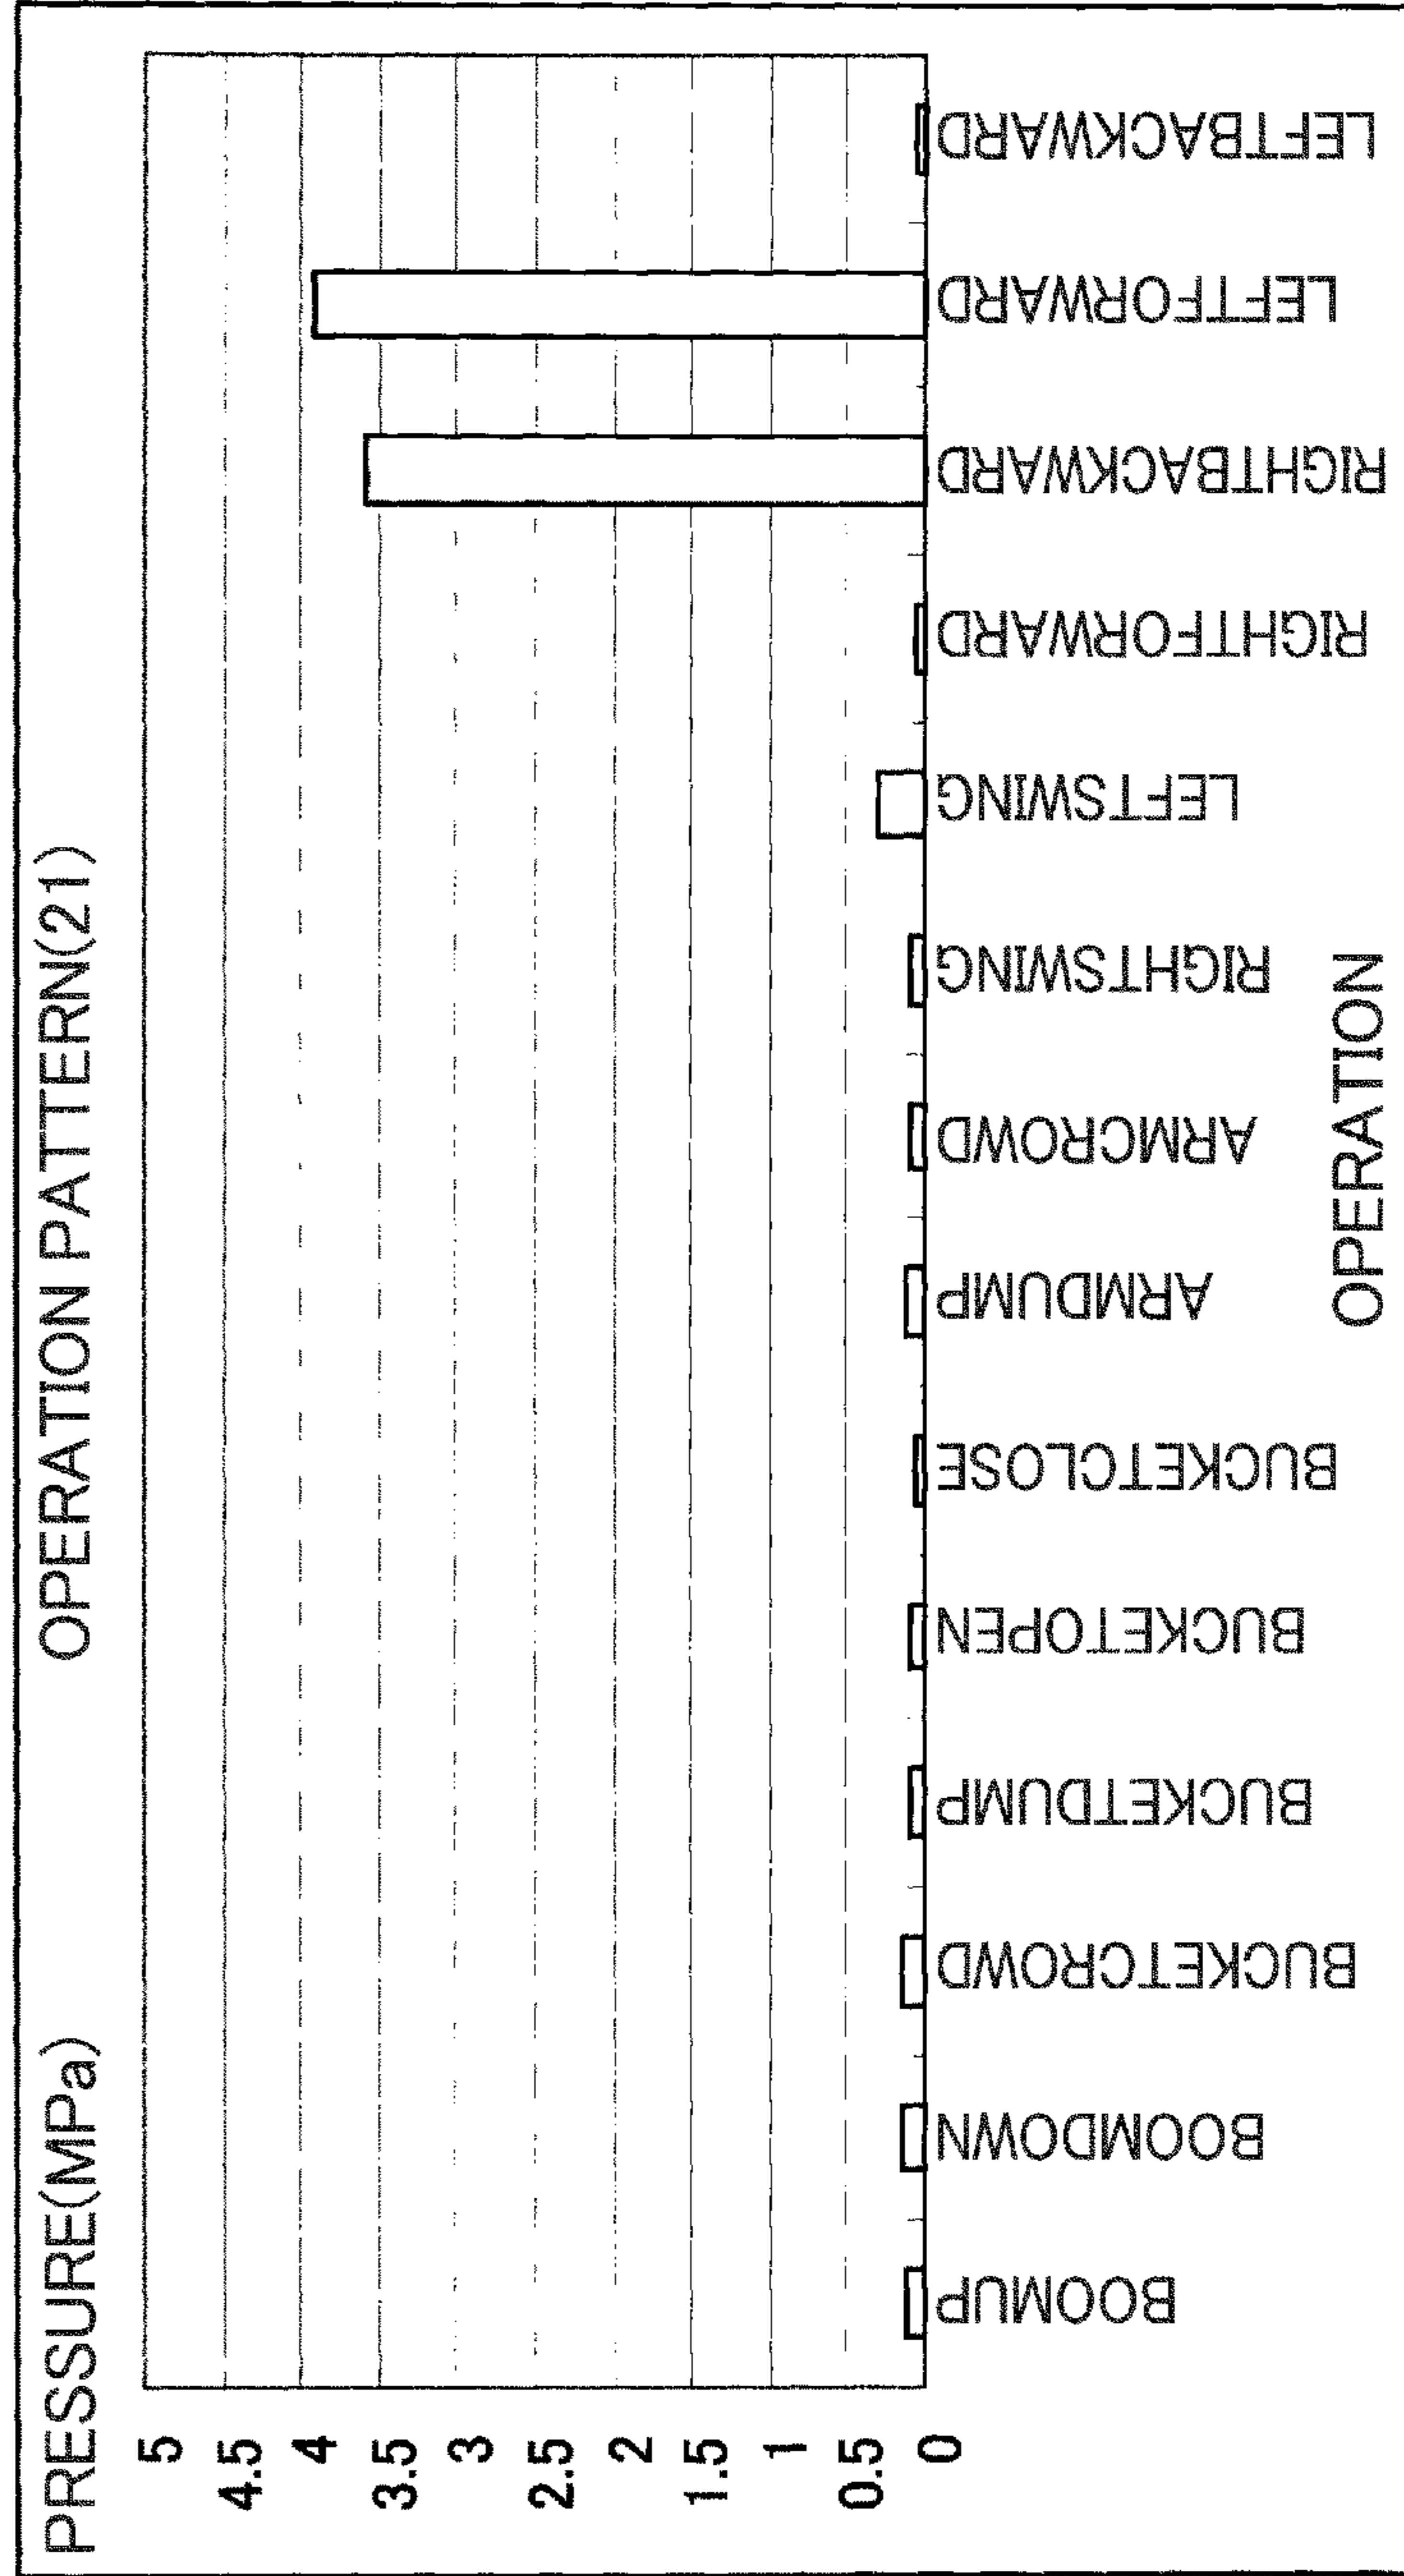 PRESSURE(MPa)
OPERATION PATTERN(21)
5
4.5
4
3.5
3
2.5
2
1.5
1
0.5
0
BOOMUP
BOOMDOWN
BUCKETCROWD
BUCKETDUMP
BUCKETOPEN
BUCKETCLOSE
ARMDUMP
ARMCROWD
RIGHTSWING
LEFTSWING
RIGHTFORWARD
RIGHTBACKWARD
LEFTFORWARD
LEFTBACKWARD
OPERATION